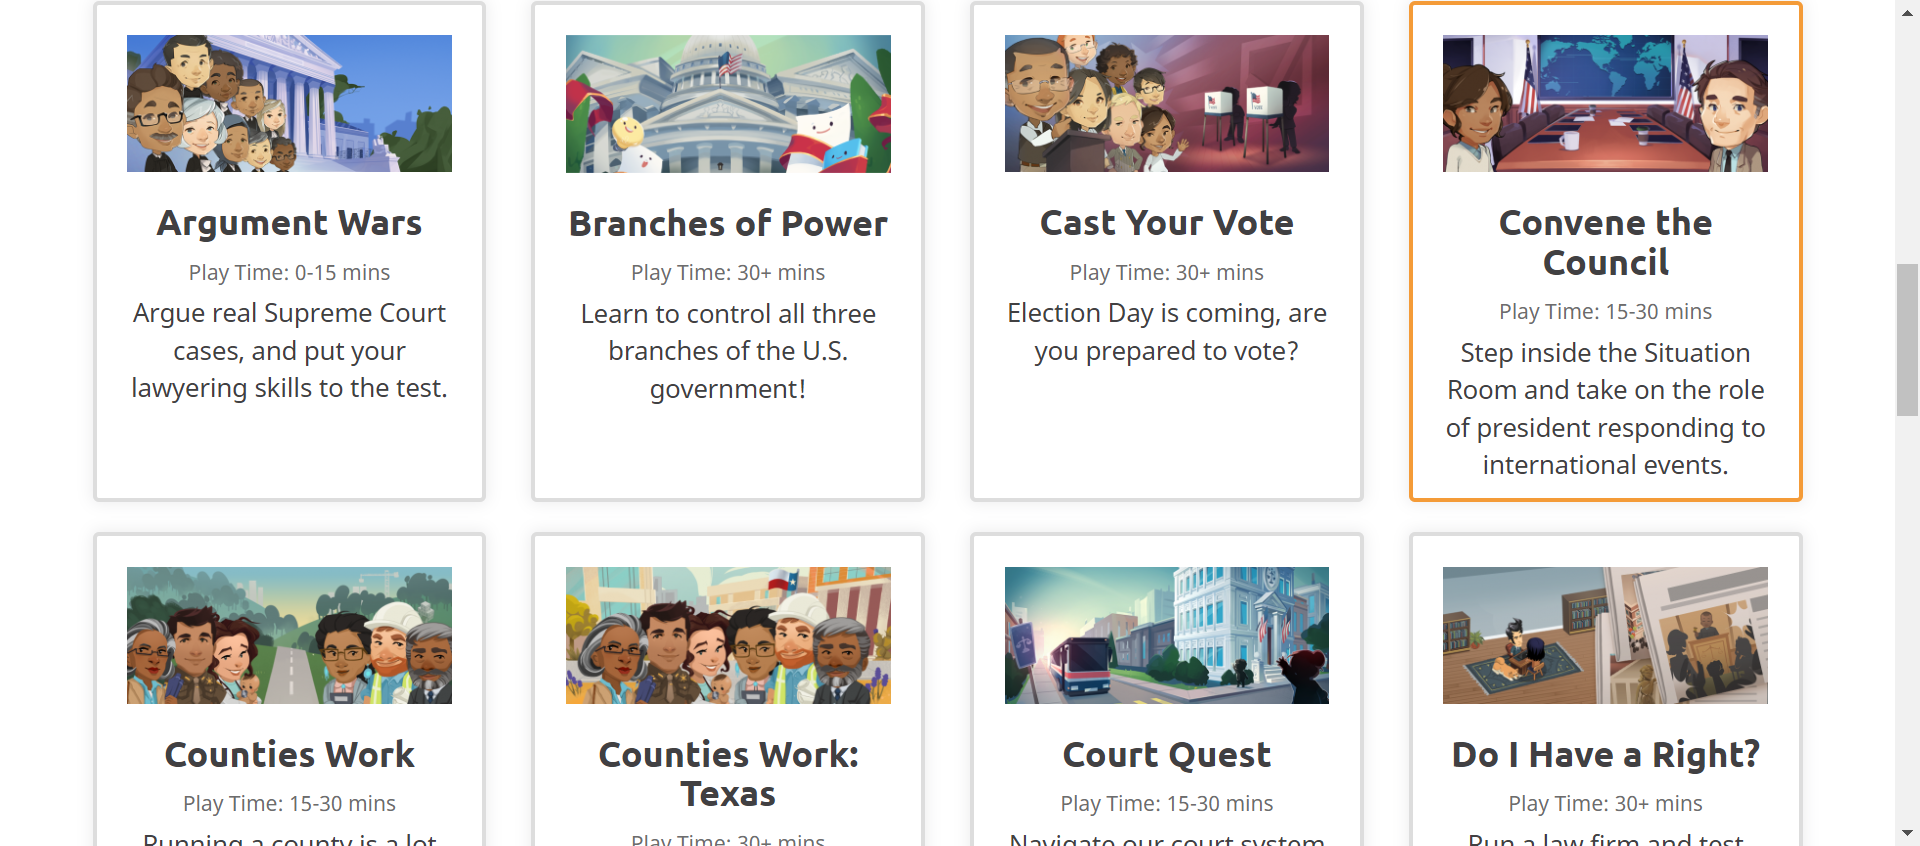 Argument Wars
Play Time: 0-15 mins
Argue real Supreme Court
cases, and put your
lawyering skills to the test.
Branches of Power
Play Time: 30+ mins
Learn to control all three
branches of the U.S.
government!
Cast Your Vote
Play Time: 30+ mins
Election Day is coming, are
you prepared to vote?
Convene the
Council
Play Time: 15-30 mins
Step inside the Situation
Room and take on the role
of president responding to
international events.
Counties Work
Play Time: 15-30 mins
Running a county is a lot
Counties Work:
Texas
Play Time: 30+ mins
Court Quest
Play Time: 15-30 mins
Navigate our court system
Do I Have a Right?
Play Time: 30+ mins
Run a law firm and test